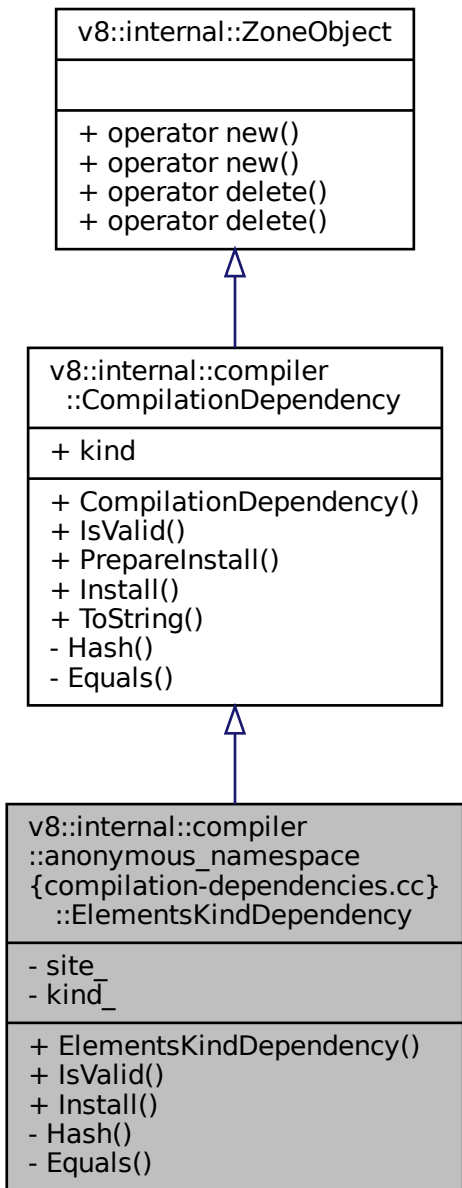 v8::internal::ZoneObject
+ operator new()
+ operator new()
+ operator delete()
+ operator delete()
v8::internal::compiler
::CompilationDependency
+ kind
+ CompilationDependency()
+ IsValid()
+ PrepareInstall()
+ Install()
+ ToString()
- Hash()
- Equals()
v8::internal::compiler
::anonymous_namespace
{compilation-dependencies.cc}
::ElementsKindDependency
- site_
- kind_
+ ElementsKindDependency()
+ IsValid()
+ Install()
- Hash()
- Equals()